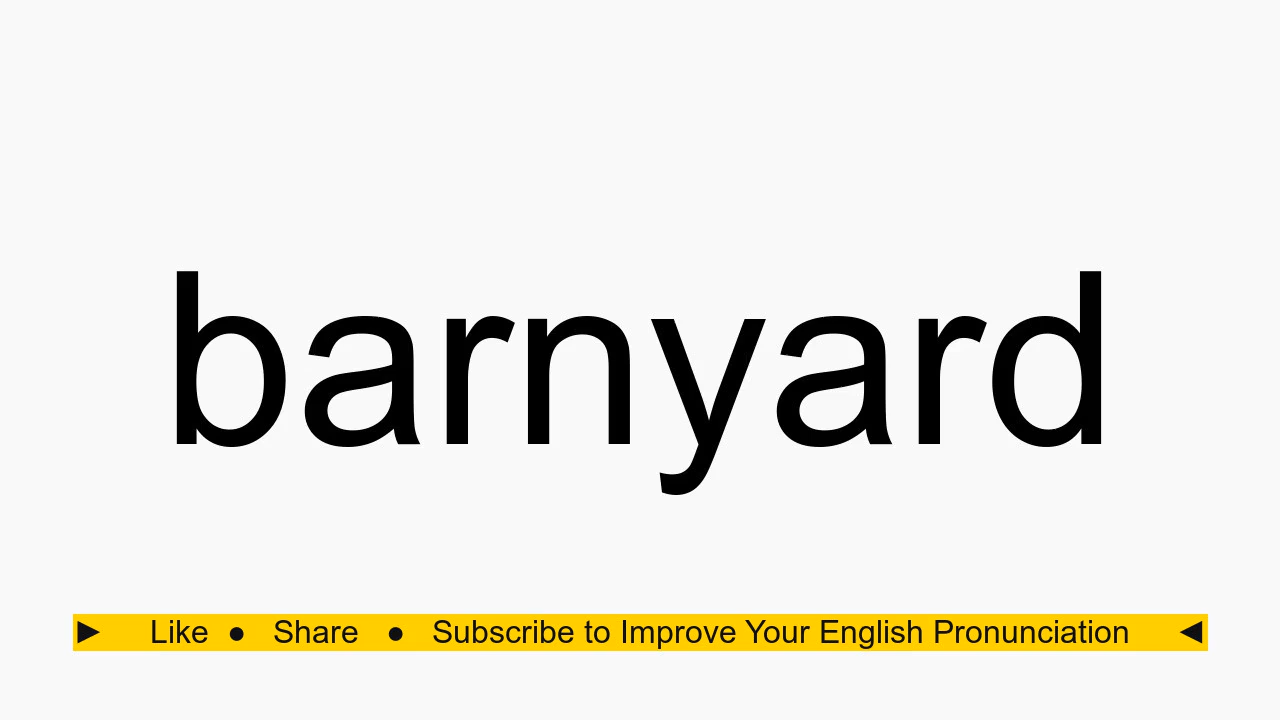 barnyard
► Like ● Share ● Subscribe to Improve Your English Pronunciation ◄